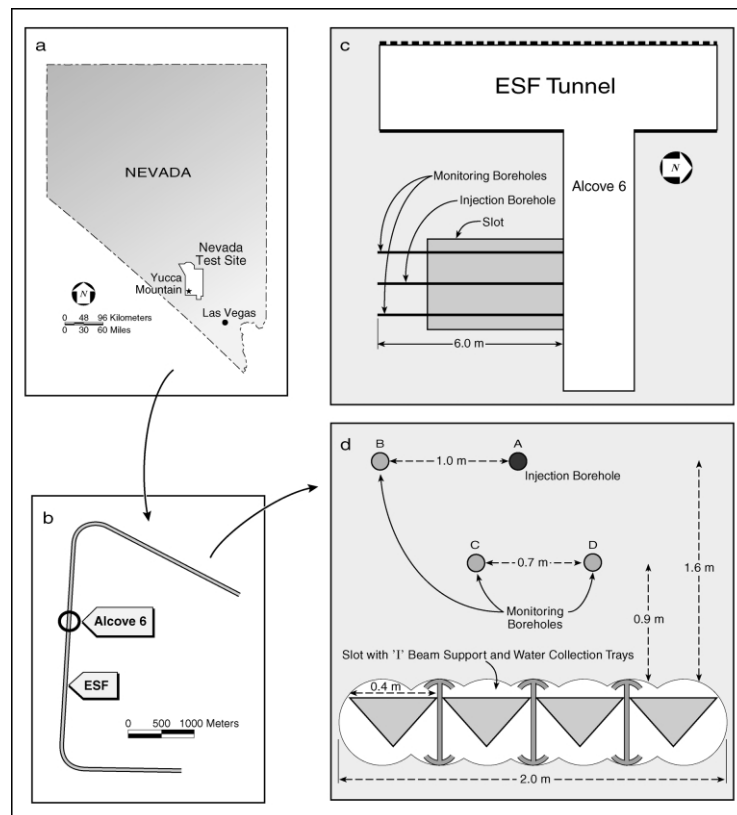 a
NEVADA
Nevada
Test Site
Yucca
Mountain
Las Vegas
N
0 48 96 Kilometers
0 30 60 Miles
b
Alcove 6
ESF
0 500 1000 Meters
c
ESF Tunnel
N
Alcove 6
Monitoring Boreholes
Injection Borehole
Slot
6.0 m
d
B
A
1.0 m
Injection Borehole
C
D
0.7 m
1.6 m
Monitoring
Boreholes
0.9 m
Slot with 'I' Beam Support and Water Collection Trays
0.4 m
2.0 m